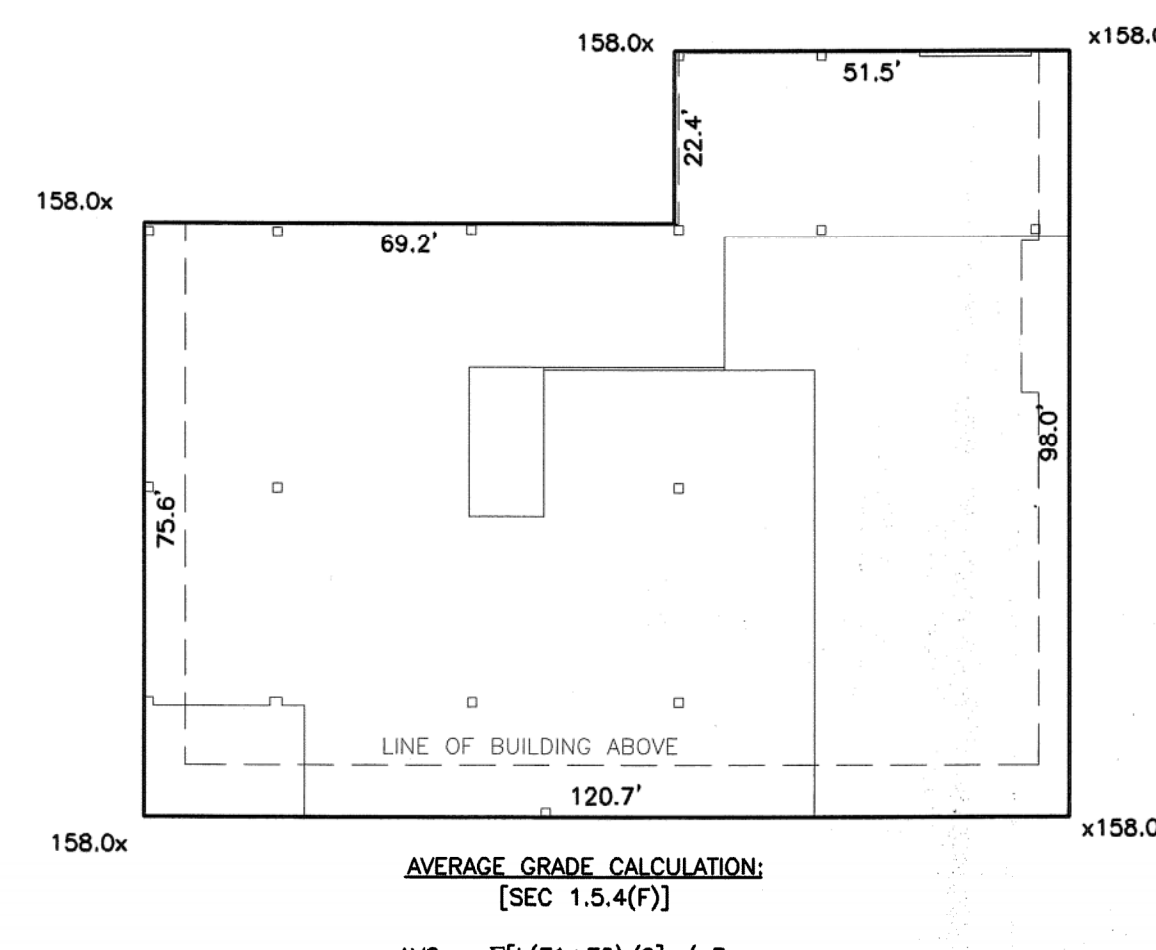 158.0x
x158.0
51.5'
22.4'
158.0x
69.2'
98.0'
75.6'
LINE OF BUILDING ABOVE
120.7'
158.0x
x158.0
AVERAGE GRADE CALCULATION:
[SEC 1.5.4(F)]